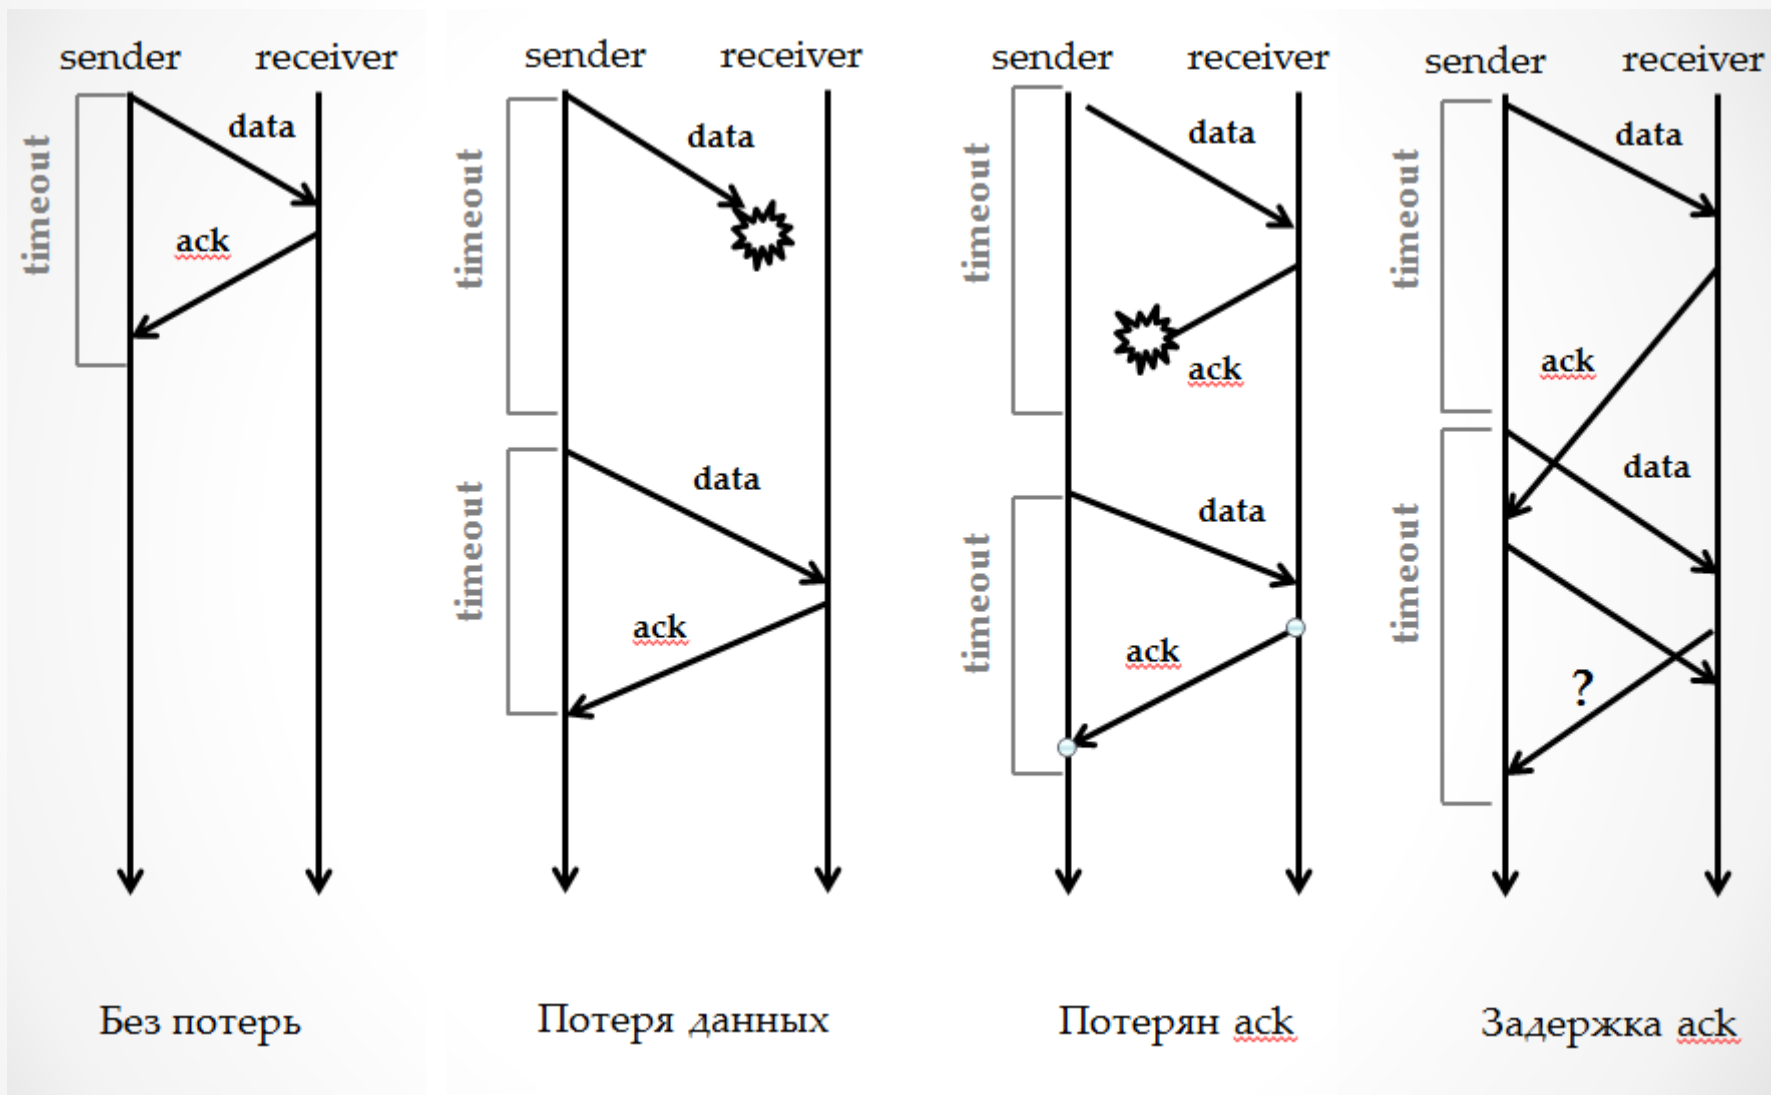 sender receiver
timeout
data
ack
Без потерь
sender receiver
timeout
data
timeout
data
ack
Потеря данных
sender receiver
timeout
data
ack
timeout
data
ack
Потерян ack
sender receiver
timeout
data
ack
timeout
data
?
Задержка ack